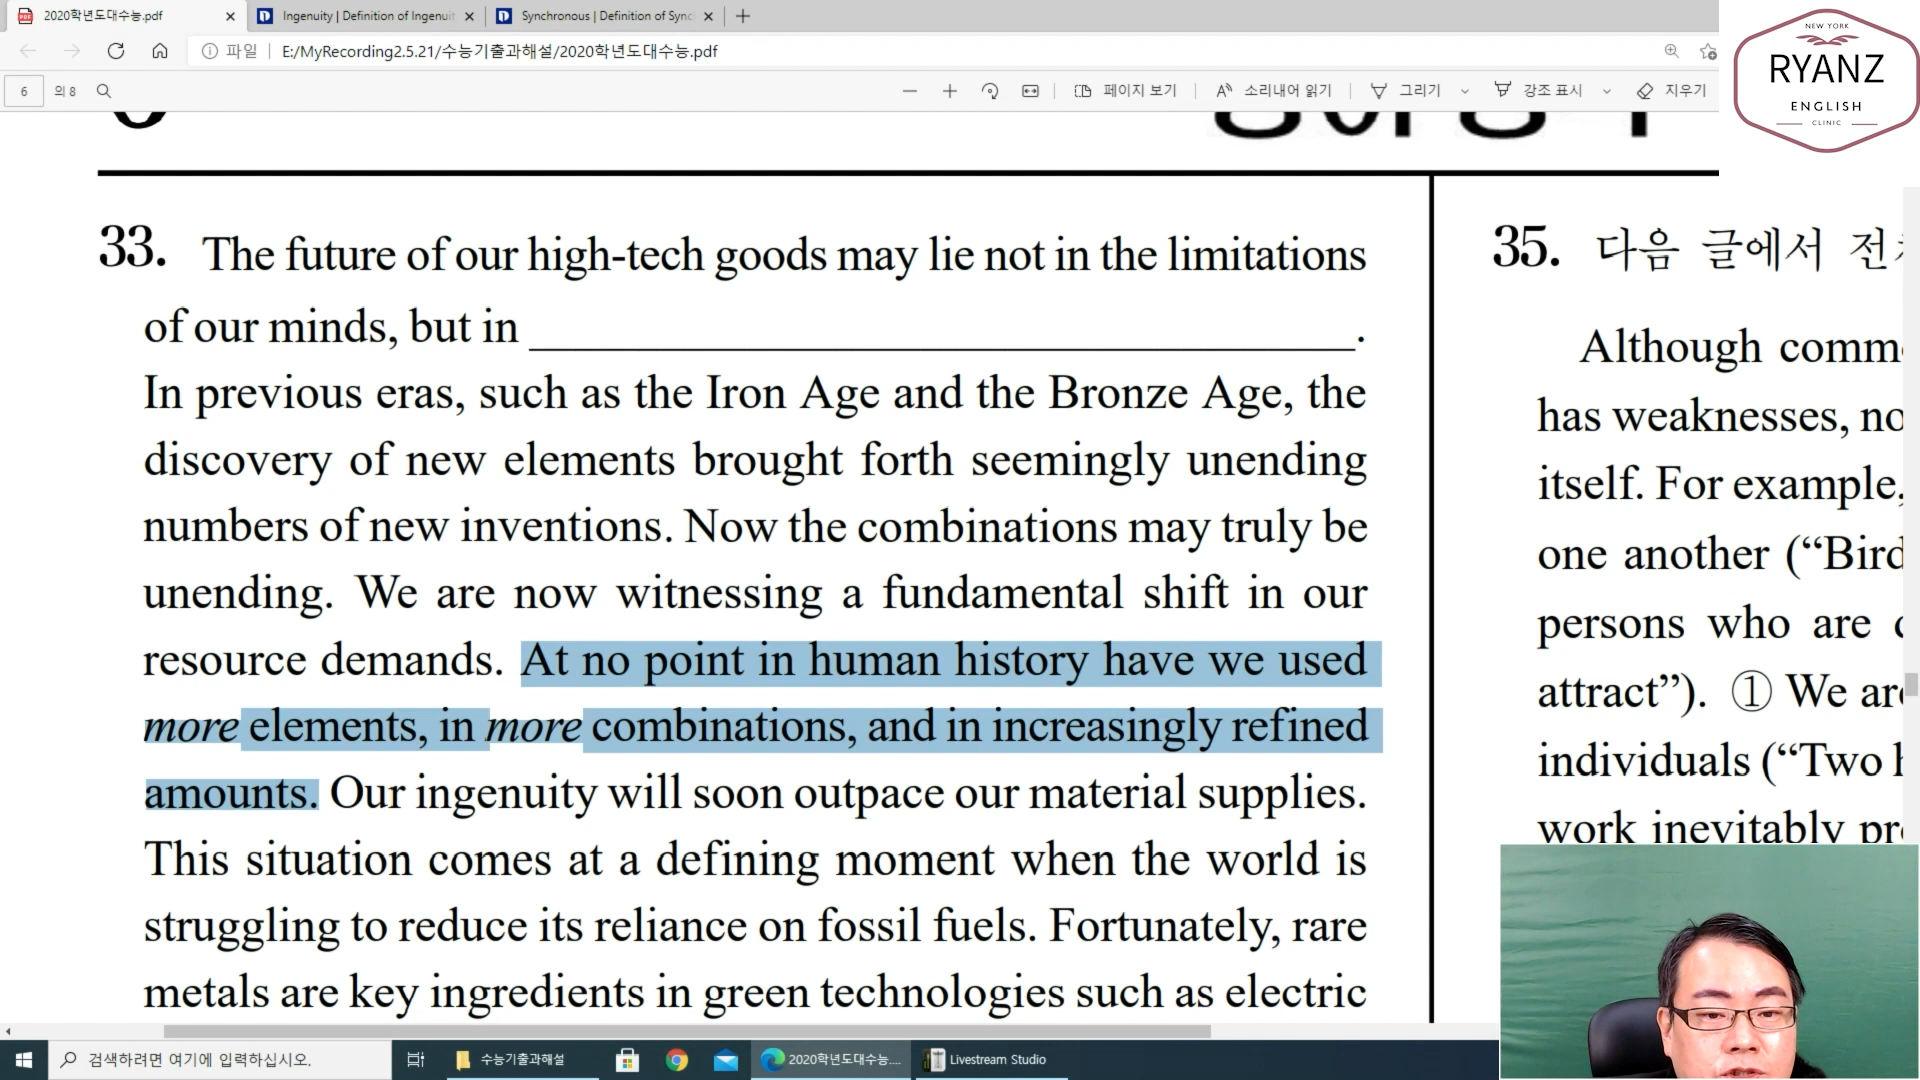 2020학년도대수능.pdf
Ingenuity | Definition of Ingenuit
Synchronous | Definition of Sync
파일
E:/MyRecording2.5.21/수능기출과해설/2020학년도대수능.pdf
6 의 8
페이지 보기
소리내어 읽기
그리기
강조 표시
지우기
NEW YORK
RYANZ
ENGLISH
CLINIC
33. The future of our high-tech goods may lie not in the limitations
of our minds, but in ______________________________.
In previous eras, such as the Iron Age and the Bronze Age, the
discovery of new elements brought forth seemingly unending
numbers of new inventions. Now the combinations may truly be
unending. We are now witnessing a fundamental shift in our
resource demands. At no point in human history have we used
more elements, in more combinations, and in increasingly refined
amounts. Our ingenuity will soon outpace our material supplies.
This situation comes at a defining moment when the world is
struggling to reduce its reliance on fossil fuels. Fortunately, rare
metals are key ingredients in green technologies such as electric
35. 다음 글에서 전
Although comm
has weaknesses, no
itself. For example,
one another (“Bird
persons who are
attract”). ① We are
individuals (“Two h
work inevitably pr
검색하려면 여기에 입력하십시오.
수능기출과해설
2020학년도대수능....
Livestream Studio